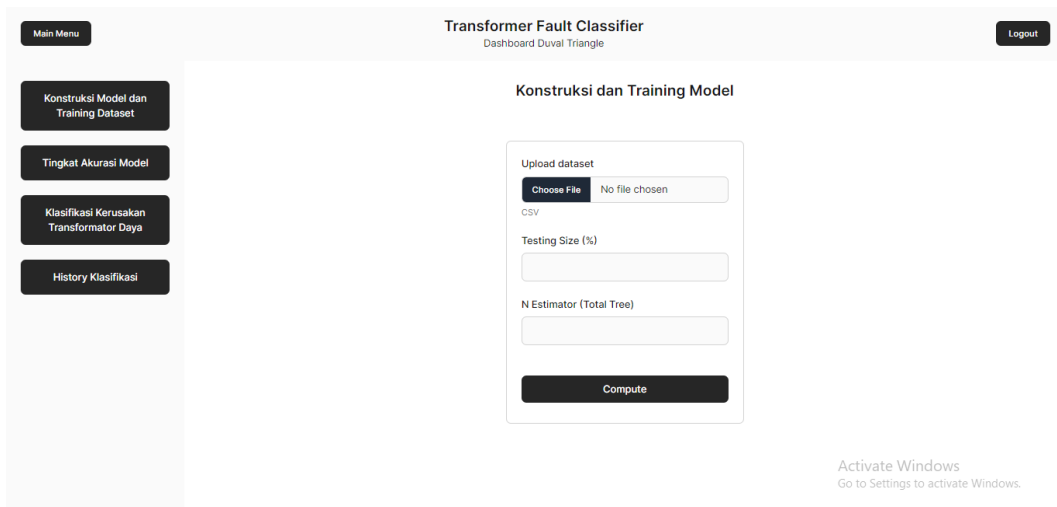 Main Menu
Transformer Fault Classifier
Dashboard Duval Triangle
Logout
Konstruksi Model dan
Training Dataset
Tingkat Akurasi Model
Klasifikasi Kerusakan
Transformator Daya
History Klasifikasi
Konstruksi dan Training Model
Upload dataset
Choose File No file chosen
CSV
Testing Size (%)
N Estimator (Total Tree)
Compute
Activate Windows
Go to Settings to activate Windows.